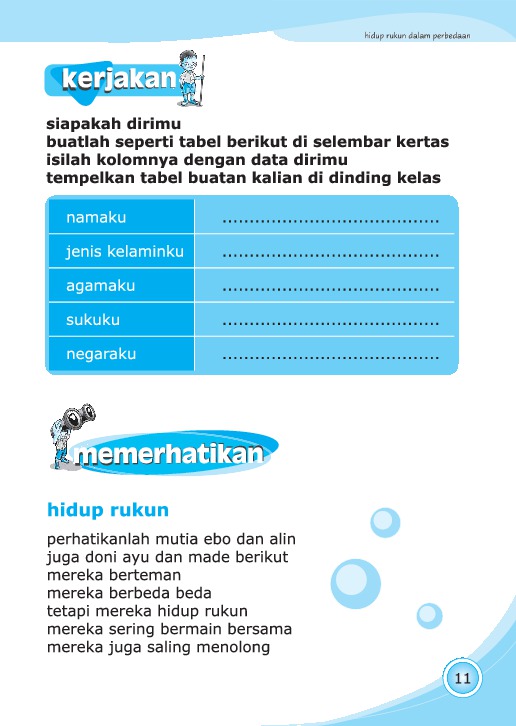 hidup rukun dalam perbedaan
kerjakan
siapakah dirimu
buatlah seperti tabel berikut di selembar kertas
isilah kolomnya dengan data dirimu
tempelkan tabel buatan kalian di dinding kelas
namaku ........................................
jenis kelaminku ........................................
agamaku ........................................
sukuku ........................................
negaraku ........................................
memerhatikan
hidup rukun
perhatikanlah mutia ebo dan alin
juga doni ayu dan made berikut
mereka berteman
mereka berbeda beda
tetapi mereka hidup rukun
mereka sering bermain bersama
mereka juga saling menolong
11